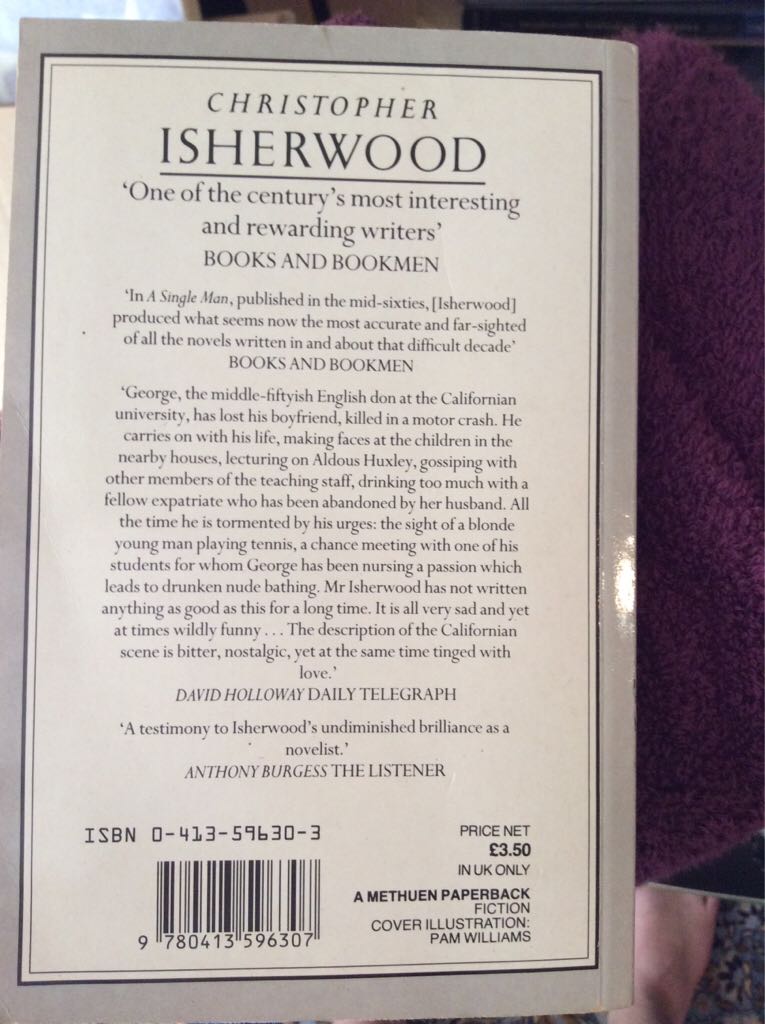 CHRISTOPHER
ISHERWOOD
‘One of the century’s most interesting
and rewarding writers’
BOOKS AND BOOKMEN
‘In A Single Man, published in the mid-sixties, [Isherwood]
produced what seems now the most accurate and far-sighted
of all the novels written in and about that difficult decade’
BOOKS AND BOOKMEN
‘George, the middle-fiftyish English don at the Californian
university, has lost his boyfriend, killed in a motor crash. He
carries on with his life, making faces at the children in the
nearby houses, lecturing on Aldous Huxley, gossiping with
other members of the teaching staff, drinking too much with a
fellow expatriate who has been abandoned by her husband. All
the time he is tormented by his urges: the sight of a blonde
young man playing tennis, a chance meeting with one of his
students for whom George has been nursing a passion which
leads to drunken nude bathing. Mr Isherwood has not written
anything as good as this for a long time. It is all very sad and yet
at times wildly funny . . . The description of the Californian
scene is bitter, nostalgic, yet at the same time tinged with
love.’
DAVID HOLLOWAY DAILY TELEGRAPH
‘A testimony to Isherwood’s undiminished brilliance as a
novelist.’
ANTHONY BURGESS THE LISTENER
ISBN 0-413-59630-3
9 780413 596307
PRICE NET
£3.50
IN UK ONLY
A METHUEN PAPERBACK
FICTION
COVER ILLUSTRATION:
PAM WILLIAMS